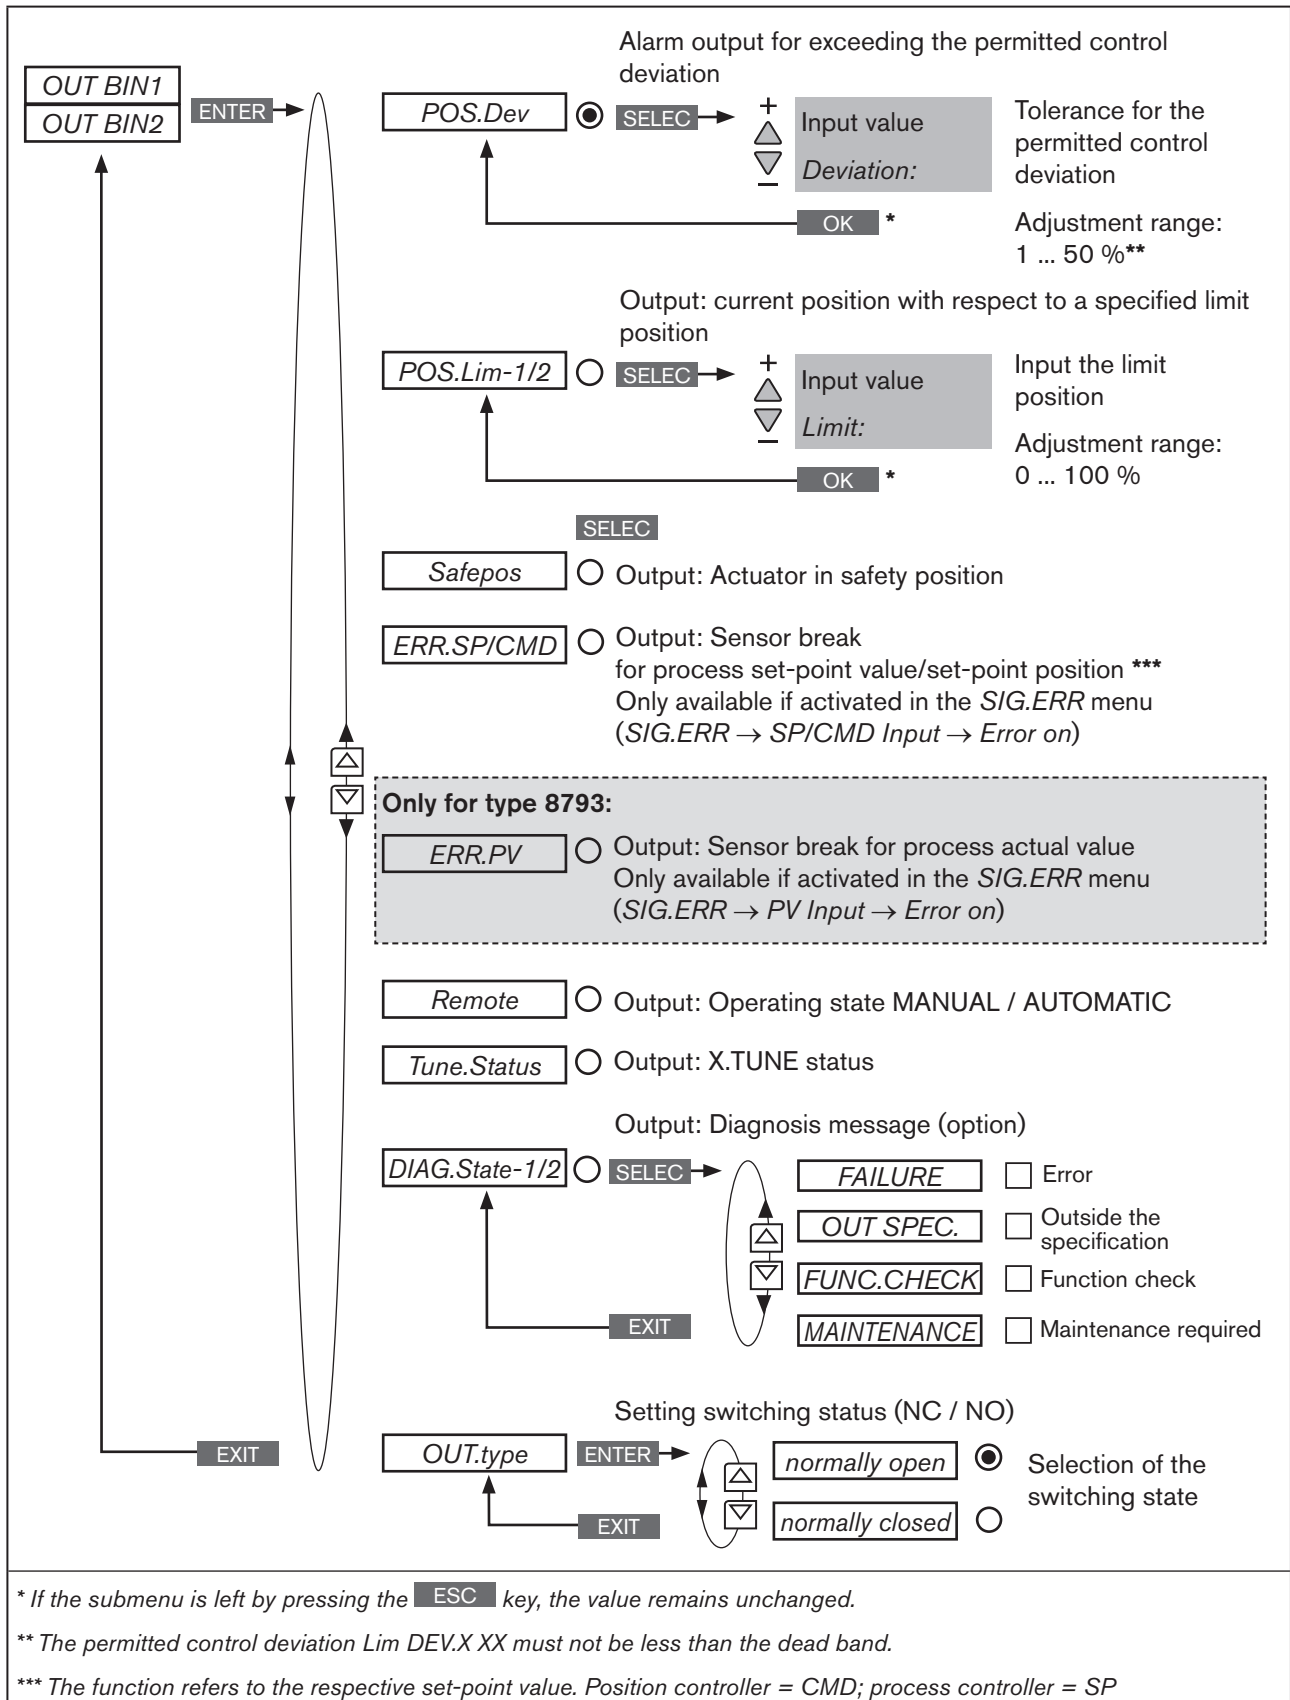 Alarm output for exceeding the permitted control
deviation
OUT BIN1
OUT BIN2
ENTER
POS.Dev
SELEC
+
Input value
Deviation:
–
Tolerance for the
permitted control
deviation
OK *
Adjustment range:
1 ... 50 %**
Output: current position with respect to a specified limit
position
POS.Lim-1/2
SELEC
+
Input value
Limit:
–
Input the limit
position
Adjustment range:
0 ... 100 %
OK *
SELEC
Safepos
Output: Actuator in safety position
ERR.SP/CMD
Output: Sensor break
for process set-point value/set-point position ***
Only available if activated in the SIG.ERR menu
(SIG.ERR → SP/CMD Input → Error on)
Only for type 8793:
ERR.PV
Output: Sensor break for process actual value
Only available if activated in the SIG.ERR menu
(SIG.ERR → PV Input → Error on)
Remote
Output: Operating state MANUAL / AUTOMATIC
Tune.Status
Output: X.TUNE status
Output: Diagnosis message (option)
DIAG.State-1/2
SELEC
FAILURE
Error
OUT SPEC.
Outside the
specification
FUNC.CHECK
Function check
MAINTENANCE
Maintenance required
EXIT
Setting switching status (NC / NO)
EXIT
OUT.type
ENTER
normally open
normally closed
Selection of the
switching state
EXIT
* If the submenu is left by pressing the ESC key, the value remains unchanged.
** The permitted control deviation Lim DEV.X XX must not be less than the dead band.
*** The function refers to the respective set-point value. Position controller = CMD; process controller = SP